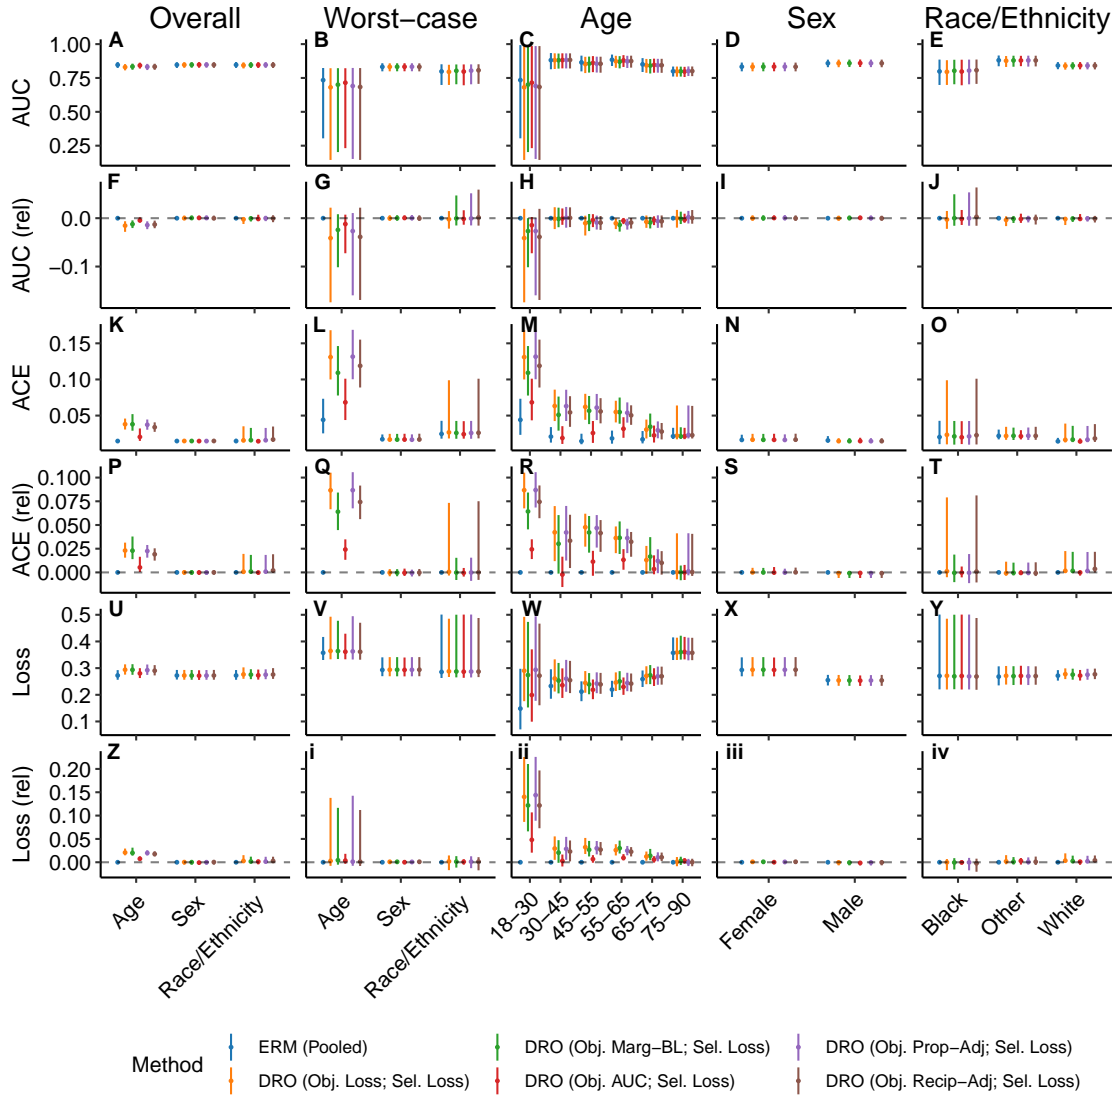 Overall Worst−case Age Sex Race/Ethnicity
A B C D E
AUC
1.00
0.75
0.50
0.25
F G H I J
AUC (rel)
0.0
−0.1
K L M N O
ACE
0.15
0.10
0.05
P Q R S T
ACE (rel)
0.100
0.075
0.050
0.025
0.000
U V W X Y
Loss
0.5
0.4
0.3
0.2
0.1
Z i ii iii iv
Loss (rel)
0.20
0.15
0.10
0.05
0.00
Age Sex Race/Ethnicity Age Sex Race/Ethnicity 18−30 30−45 45−55 55−65 65−75 75−90 Female Male Black Other White
Method
ERM (Pooled) DRO (Obj. Marg−BL; Sel. Loss) DRO (Obj. Prop−Adj; Sel. Loss)
DRO (Obj. Loss; Sel. Loss) DRO (Obj. AUC; Sel. Loss) DRO (Obj. Recip−Adj; Sel. Loss)